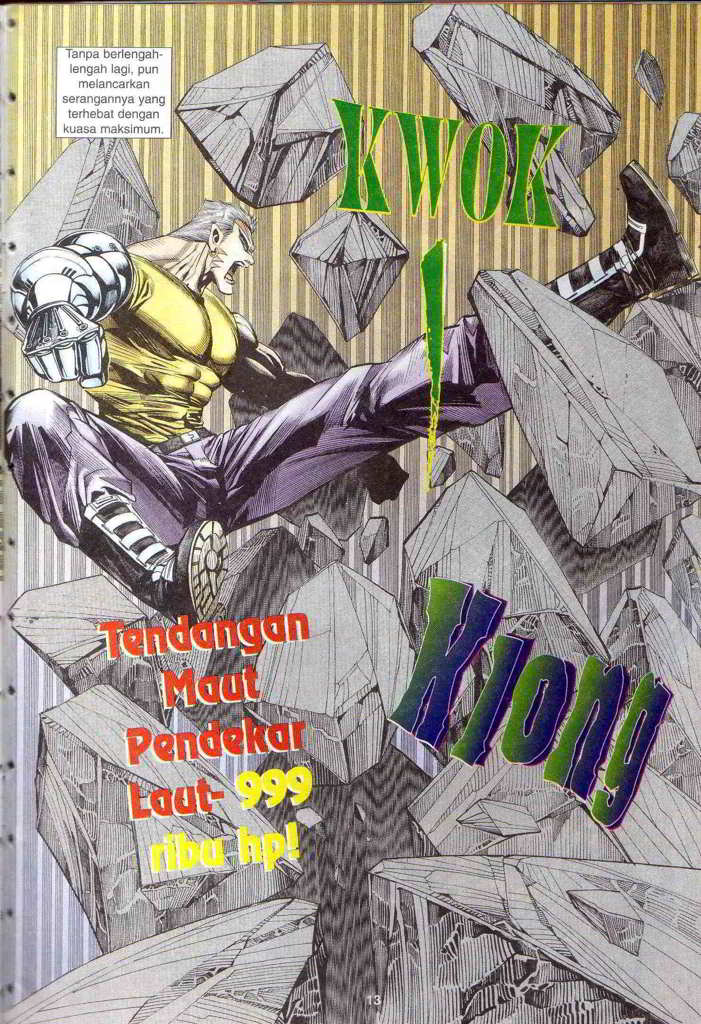 Tanpa berlengah-
lengah lagi, pun
melancarkan
serangannya yang
terhebat dengan
kuasa maksimum.
KWOK
!
Tendangan
Maut
Pendekar
Laut- 999
ribu hp!
Klong
13